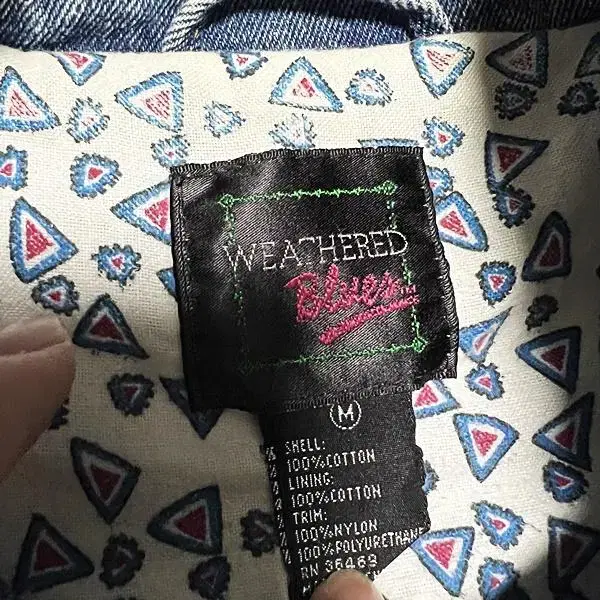 WEATHERED
Blues
M
SHELL:
100%COTTON
LINING:
100%COTTON
TRIM:
100%NYLON
100%POLYURETHANE
RN 36469